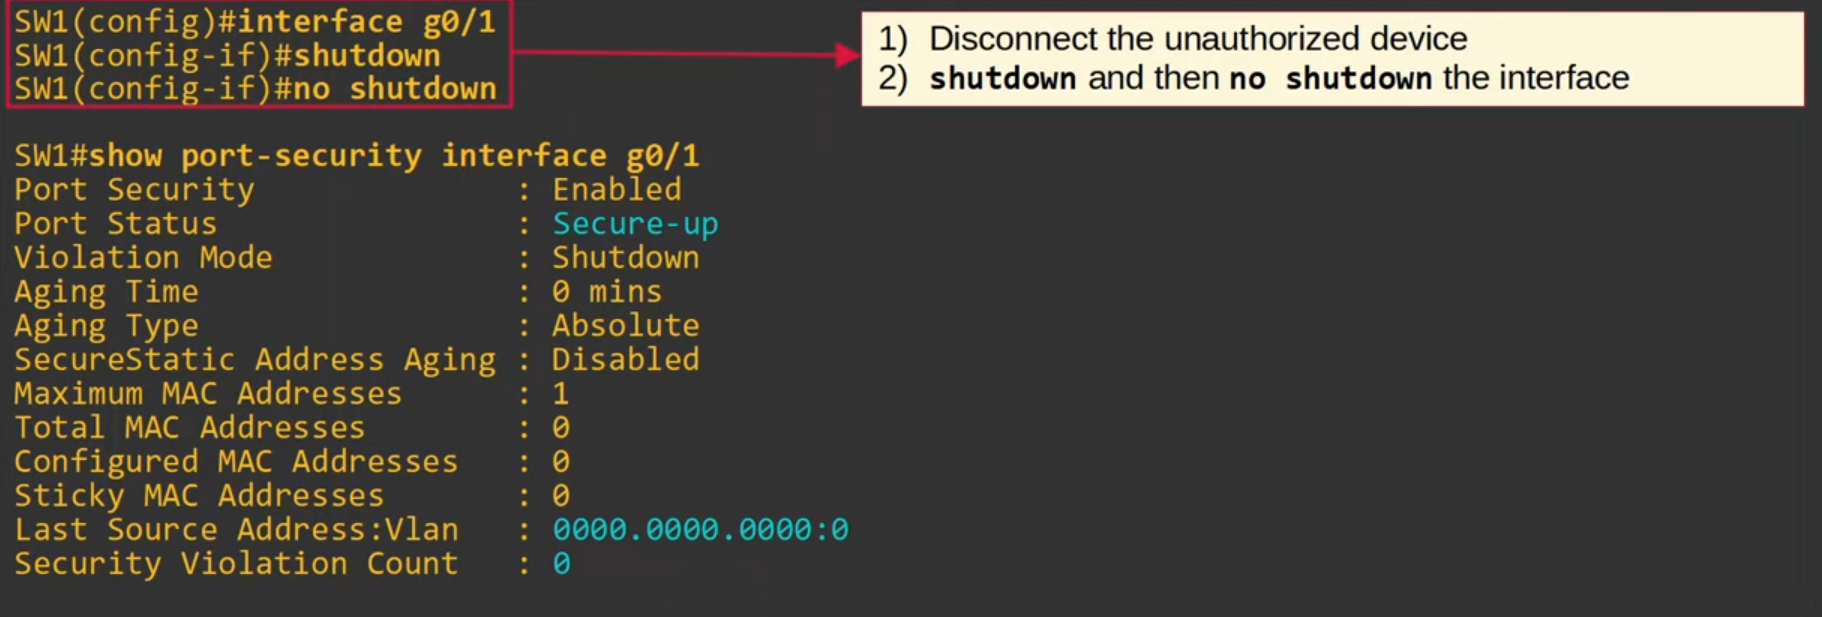 SW1(config)#interface g0/1
SW1(config-if)#shutdown
SW1(config-if)#no shutdown
1) Disconnect the unauthorized device
2) shutdown and then no shutdown the interface
SW1#show port-security interface g0/1
Port Security : Enabled
Port Status : Secure-up
Violation Mode : Shutdown
Aging Time : 0 mins
Aging Type : Absolute
SecureStatic Address Aging : Disabled
Maximum MAC Addresses : 1
Total MAC Addresses : 0
Configured MAC Addresses : 0
Sticky MAC Addresses : 0
Last Source Address:Vlan : 0000.0000.0000:0
Security Violation Count : 0